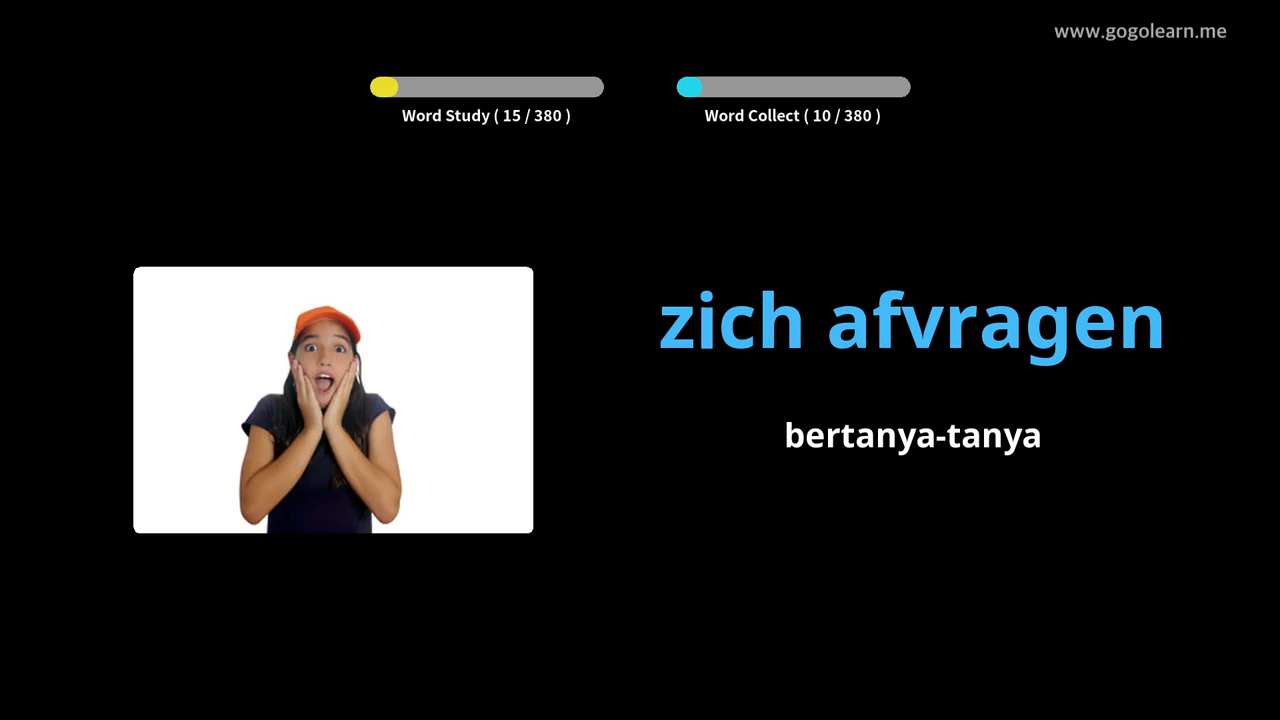 www.gogolearn.me
Word Study ( 15 / 380 )
Word Collect ( 10 / 380 )
zich afvragen
bertanya-tanya